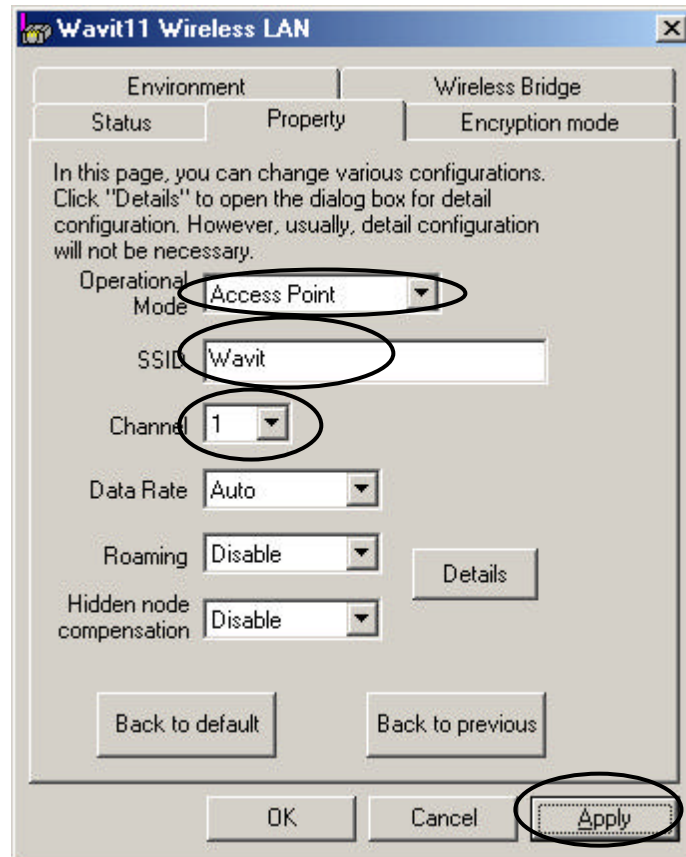 Wavit11 Wireless LAN
Environment
Wireless Bridge
Status
Property
Encryption mode
In this page, you can change various configurations.
Click "Details" to open the dialog box for detail
configuration. However, usually, detail configuration
will not be necessary.
Operational
Mode
Access Point
SSID
Wavit
Channel
1
Data Rate
Auto
Roaming
Disable
Details
Hidden node
compensation
Disable
Back to default
Back to previous
OK
Cancel
Apply